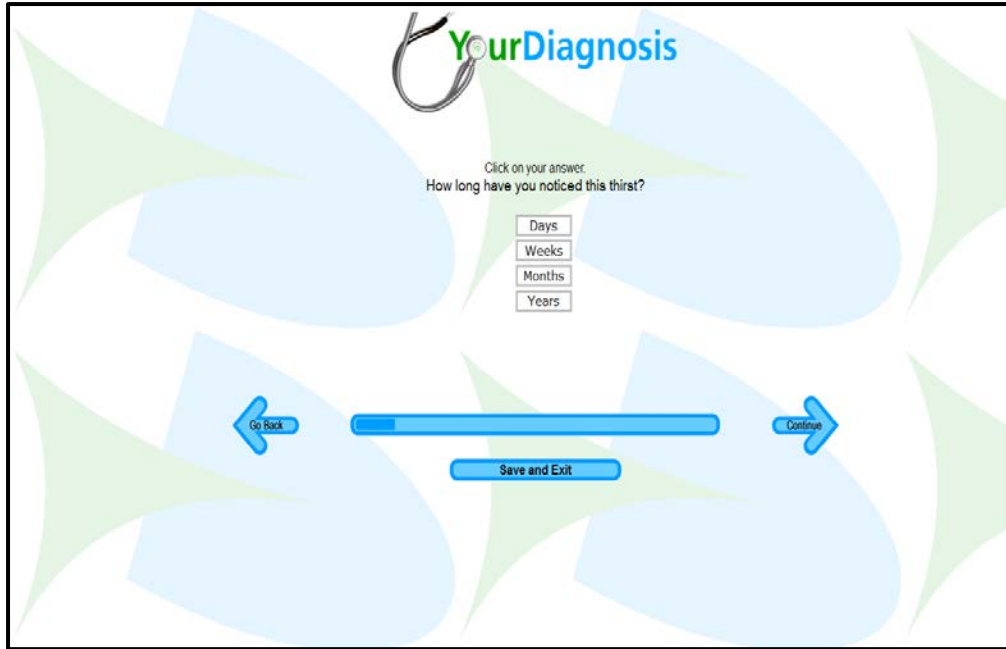 YourDiagnosis
Click on your answer.
How long have you noticed this thirst?
Days
Weeks
Months
Years
Go Back
Continue
Save and Exit